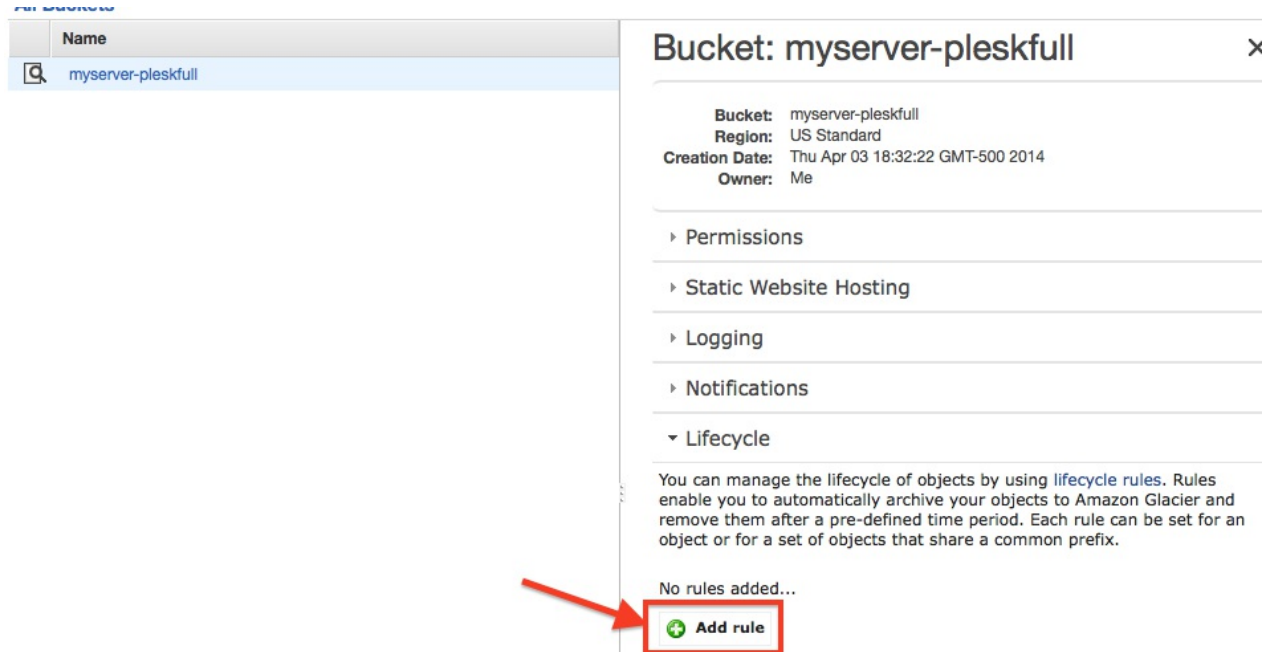 All Buckets
Name
myserver-pleskfull
Bucket: myserver-pleskfull
Bucket: myserver-pleskfull
Region: US Standard
Creation Date: Thu Apr 03 18:32:22 GMT-500 2014
Owner: Me
Permissions
Static Website Hosting
Logging
Notifications
Lifecycle
You can manage the lifecycle of objects by using lifecycle rules. Rules
enable you to automatically archive your objects to Amazon Glacier and
remove them after a pre-defined time period. Each rule can be set for an
object or for a set of objects that share a common prefix.
No rules added...
Add rule